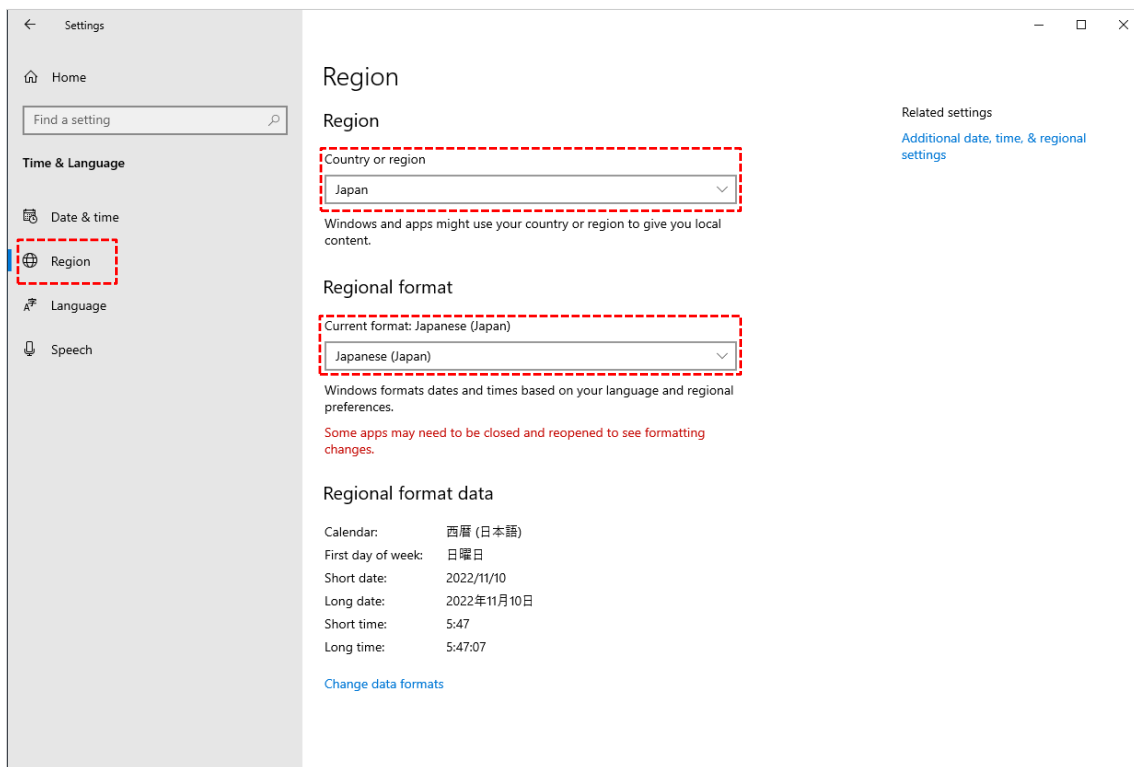 Settings
Home
Find a setting
Time & Language
Date & time
Region
Language
Speech
Region
Region
Country or region
Japan
Windows and apps might use your country or region to give you local
content.
Regional format
Current format: Japanese (Japan)
Japanese (Japan)
Windows formats dates and times based on your language and regional
preferences.
Some apps may need to be closed and reopened to see formatting
changes.
Regional format data
Calendar: 西暦 (日本語)
First day of week: 日曜日
Short date: 2022/11/10
Long date: 2022年11月10日
Short time: 5:47
Long time: 5:47:07
Change data formats
Related settings
Additional date, time, & regional
settings